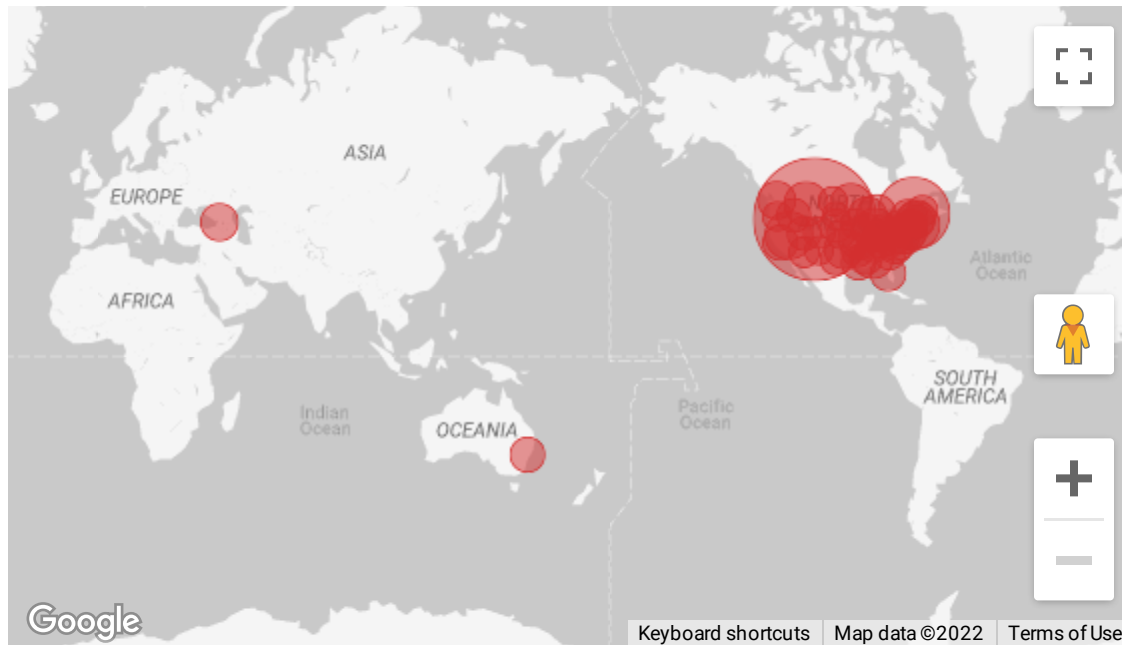 ASIA
EUROPE
AFRICA
Atlantic
Ocean
SOUTH
AMERICA
Indian
Ocean
Pacific
Ocean
OCEANIA
Google
Keyboard shortcuts
Map data ©2022
Terms of Use